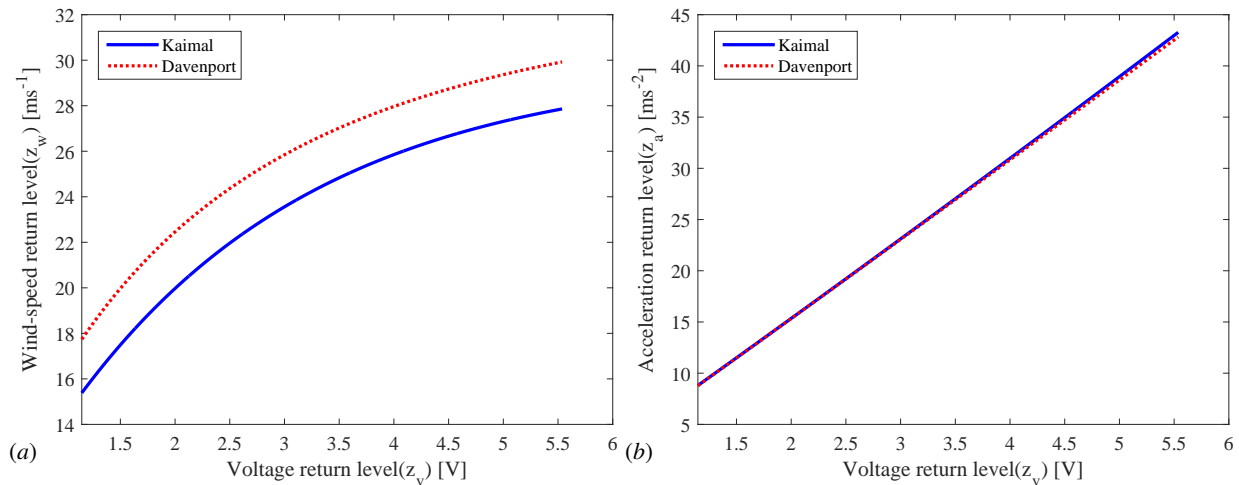 32
30
28
26
24
22
20
18
16
14
Wind-speed return level(z_w) [ms^-1]
Kaimal
Davenport
1.5 2 2.5 3 3.5 4 4.5 5 5.5 6
Voltage return level(z_v) [V]
(a)
45
40
35
30
25
20
15
10
5
Acceleration return level(z_a) [ms^-2]
Kaimal
Davenport
1.5 2 2.5 3 3.5 4 4.5 5 5.5 6
Voltage return level(z_v) [V]
(b)